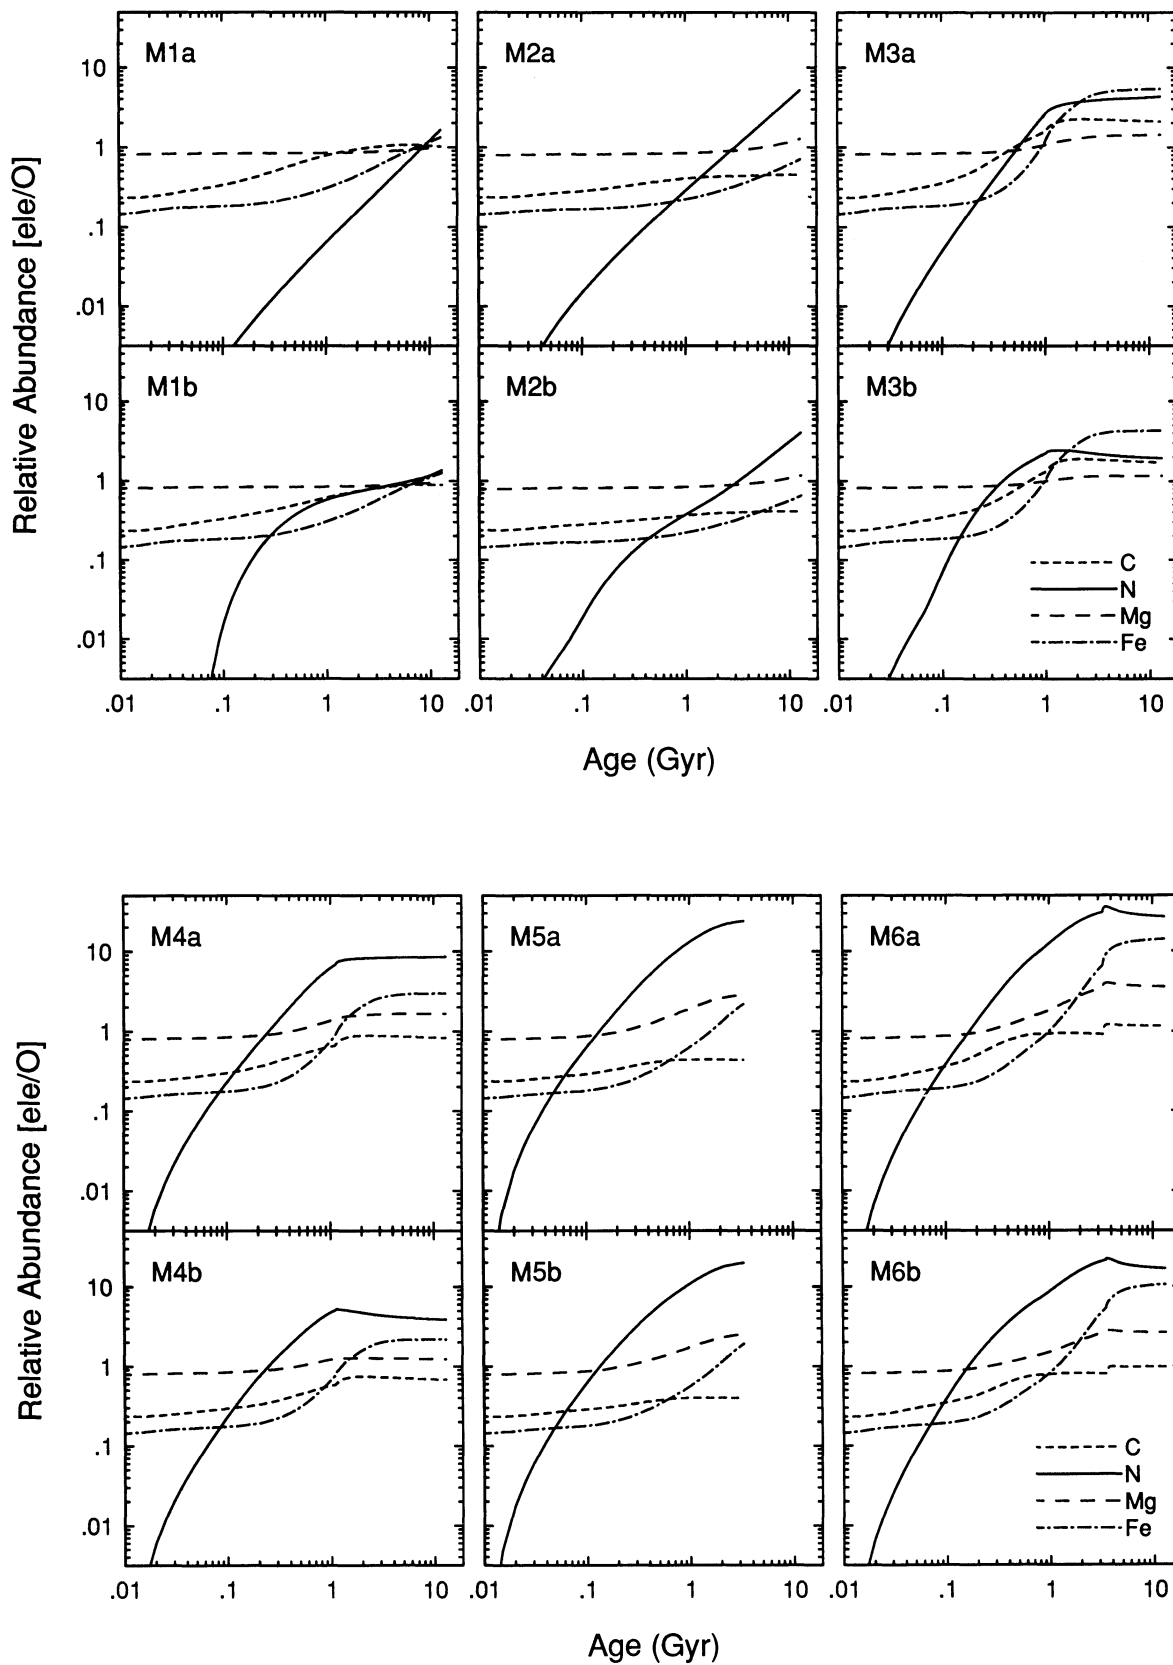 M1a M2a M3a
10
1
.1
.01
Relative Abundance [ele/O]
M1b M2b M3b
10
1
.1
.01
C
N
Mg
Fe
.01 .1 1 10 .01 .1 1 10 .01 .1 1 10
Age (Gyr)
M4a M5a M6a
10
1
.1
.01
Relative Abundance [ele/O]
M4b M5b M6b
10
1
.1
.01
C
N
Mg
Fe
.01 .1 1 10 .01 .1 1 10 .01 .1 1 10
Age (Gyr)